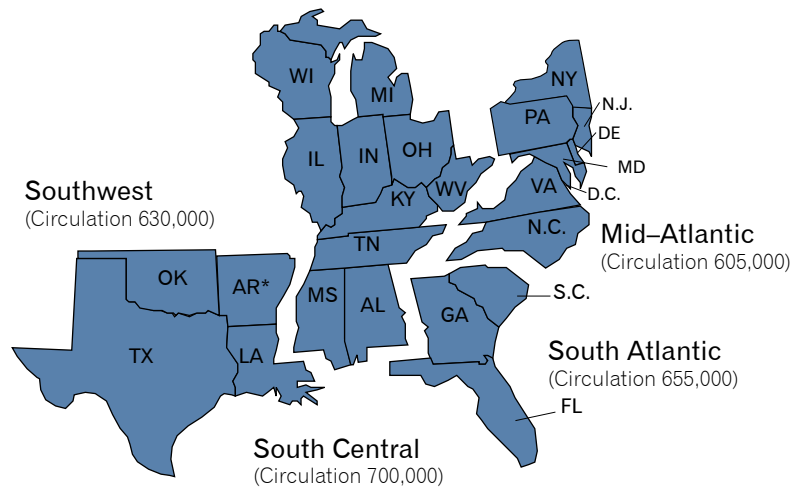 WI
MI
NY
N.J.
PA
DE
IL
IN
OH
MD
WV
VA
D.C.
KY
Southwest
(Circulation 630,000)
N.C.
Mid–Atlantic
(Circulation 605,000)
TN
OK
AR*
MS
AL
S.C.
GA
TX
LA
South Atlantic
(Circulation 655,000)
FL
South Central
(Circulation 700,000)